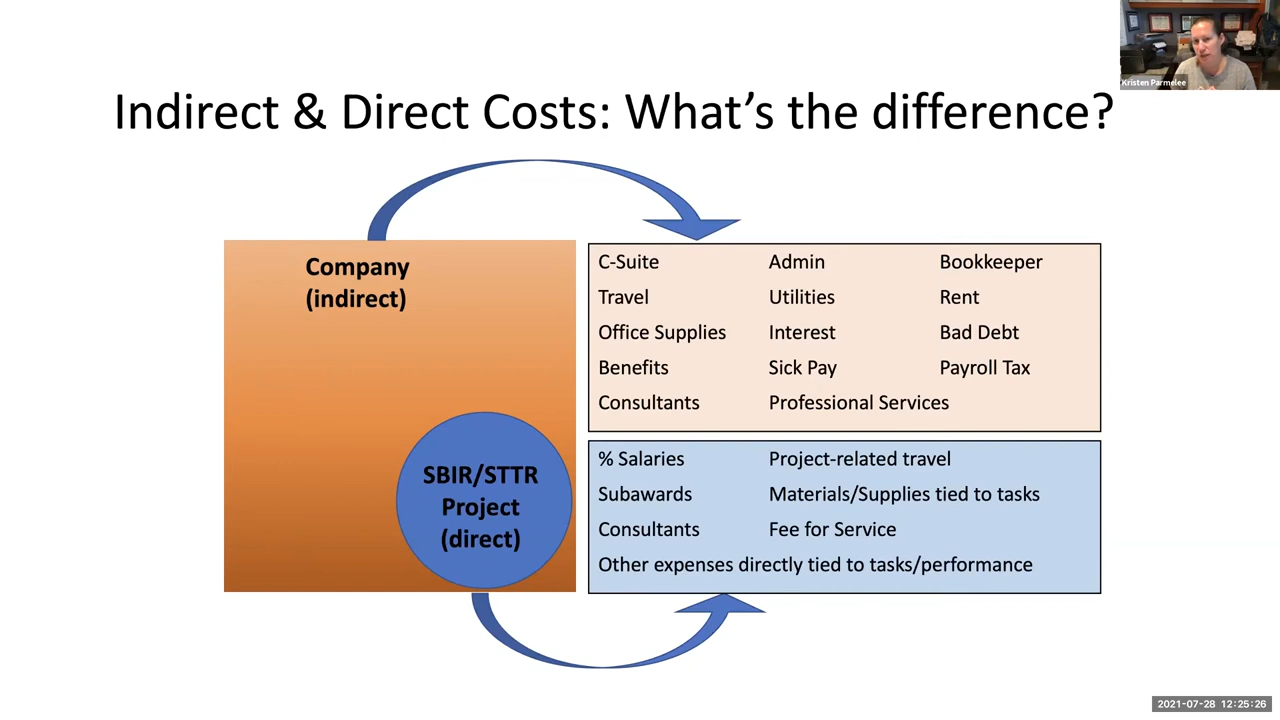 Kristen Parmelee
Indirect & Direct Costs: What's the difference?
Company
(indirect)
C-Suite Admin Bookkeeper
Travel Utilities Rent
Office Supplies Interest Bad Debt
Benefits Sick Pay Payroll Tax
Consultants Professional Services
SBIR/STTR
Project
(direct)
% Salaries Project-related travel
Subawards Materials/Supplies tied to tasks
Consultants Fee for Service
Other expenses directly tied to tasks/performance
2021-07-28 12:25:26